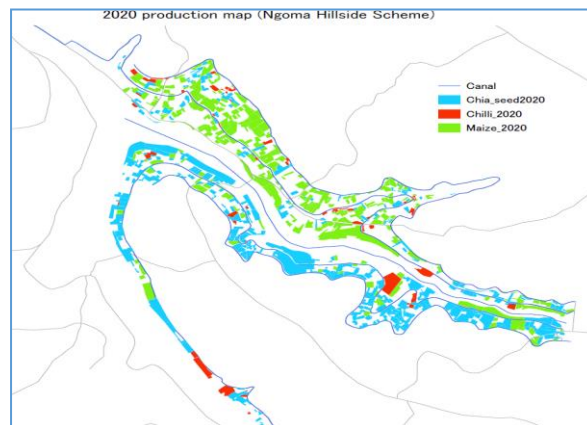 2020 production map (Ngoma Hillside Scheme)
Canal
Chia_seed2020
Chilli_2020
Maize_2020